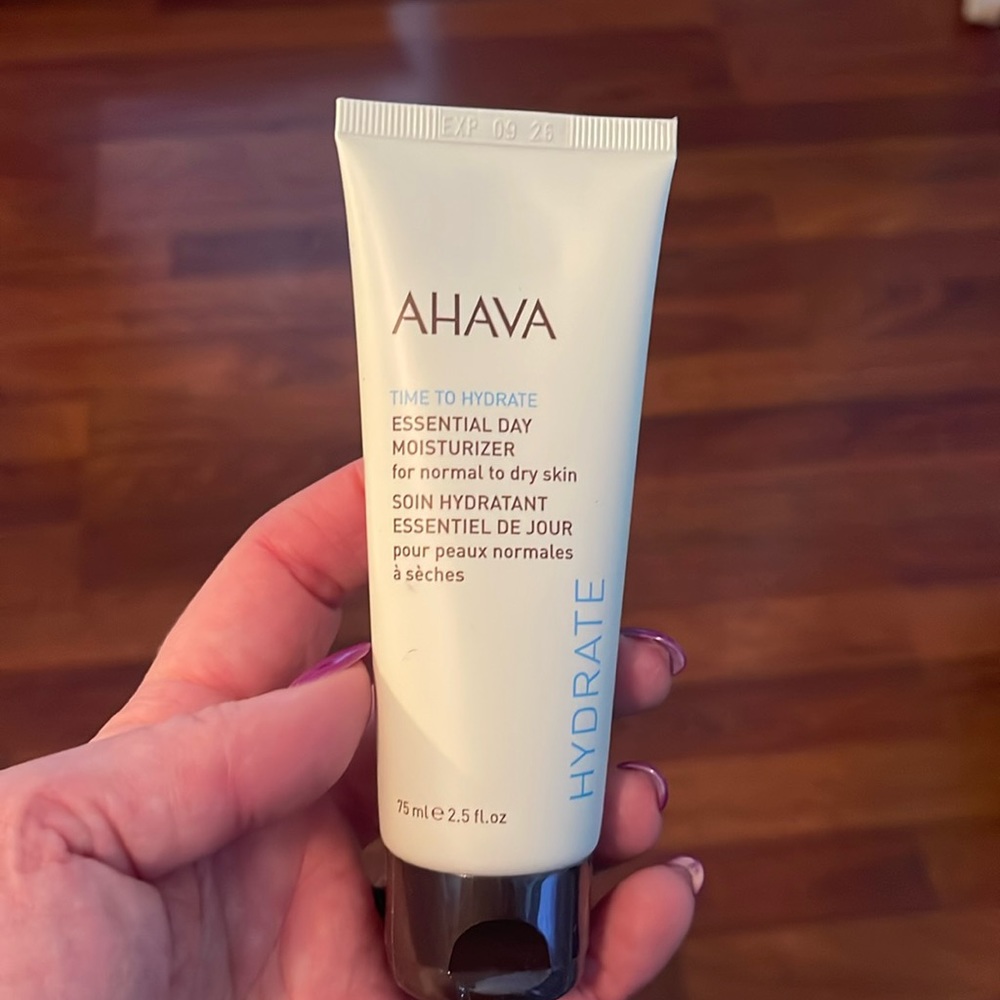 EXP 09 26
AHAVA
TIME TO HYDRATE
ESSENTIAL DAY
MOISTURIZER
for normal to dry skin
SOIN HYDRATANT
ESSENTIEL DE JOUR
pour peaux normales
à sèches
HYDRATE
75 ml e 2.5 fl.oz